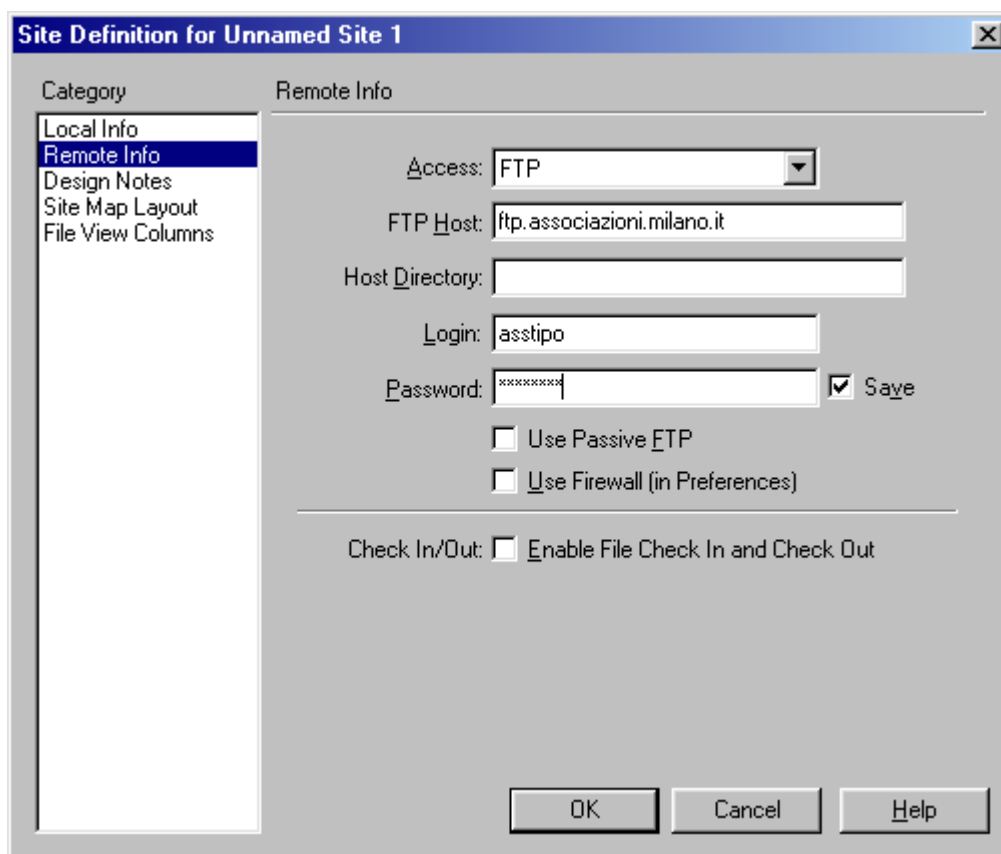 Site Definition for Unnamed Site 1
Category
Remote Info
Local Info
Remote Info
Design Notes
Site Map Layout
File View Columns
Access: FTP
FTP Host: ftp.associazioni.milano.it
Host Directory:
Login: asstipo
Password: ******** Save
Use Passive FTP
Use Firewall (in Preferences)
Check In/Out: Enable File Check In and Check Out
OK Cancel Help